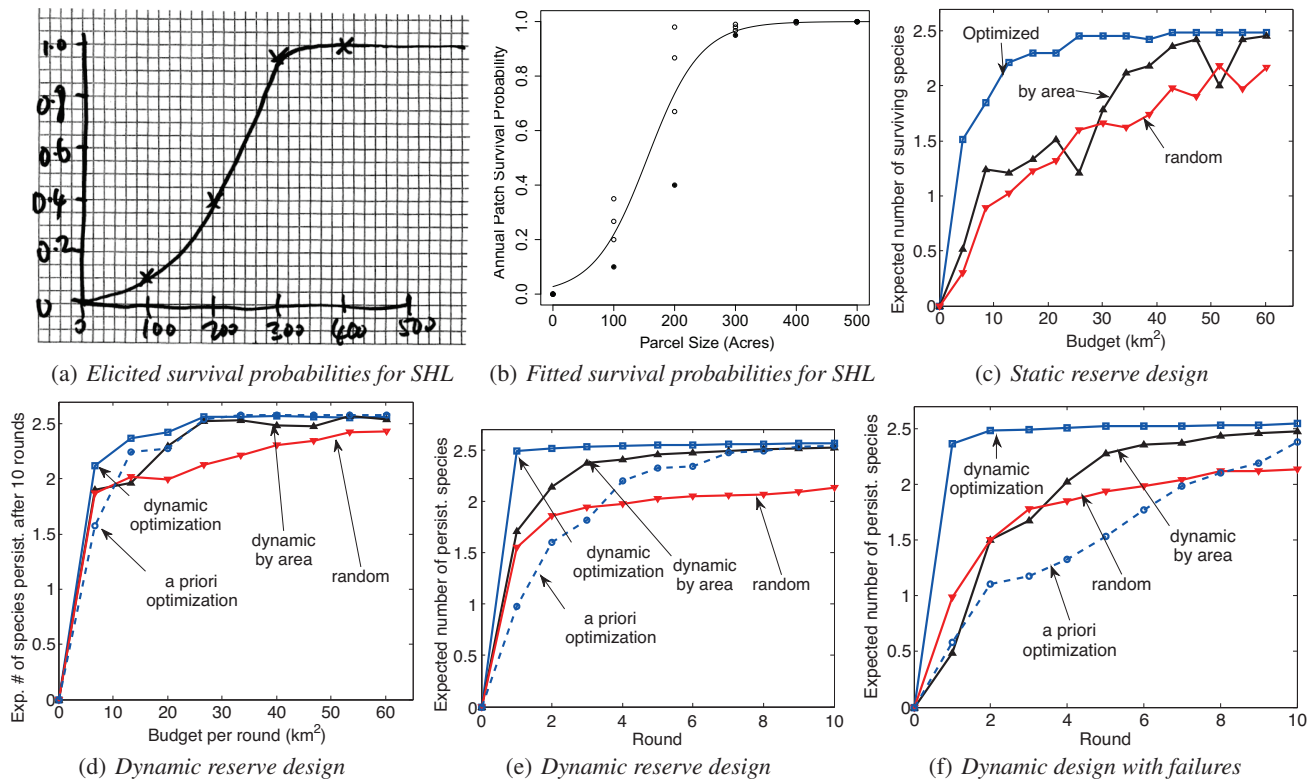 1.0
0.8
0.6
0.4
0.2
0
0 100 200 300 400 500
(a) Elicited survival probabilities for SHL
Annual Patch Survival Probability
1.0
0.8
0.6
0.4
0.2
0.0
0 100 200 300 400 500
Parcel Size (Acres)
(b) Fitted survival probabilities for SHL
Expected number of surviving species
2.5
2
1.5
1
0.5
0
Optimized
by area
random
0 10 20 30 40 50 60
Budget (km²)
(c) Static reserve design
Exp. # of species persist. after 10 rounds
2.5
2
1.5
1
0.5
0
dynamic
optimization
a priori
optimization
dynamic
by area
random
0 10 20 30 40 50 60
Budget per round (km²)
(d) Dynamic reserve design
Expected number of persist. species
2.5
2
1.5
1
0.5
0
dynamic
optimization
a priori
optimization
dynamic
by area
random
0 2 4 6 8 10
Round
(e) Dynamic reserve design
Expected number of persist. species
2.5
2
1.5
1
0.5
0
dynamic
optimization
dynamic
by area
random
a priori
optimization
0 2 4 6 8 10
Round
(f) Dynamic design with failures